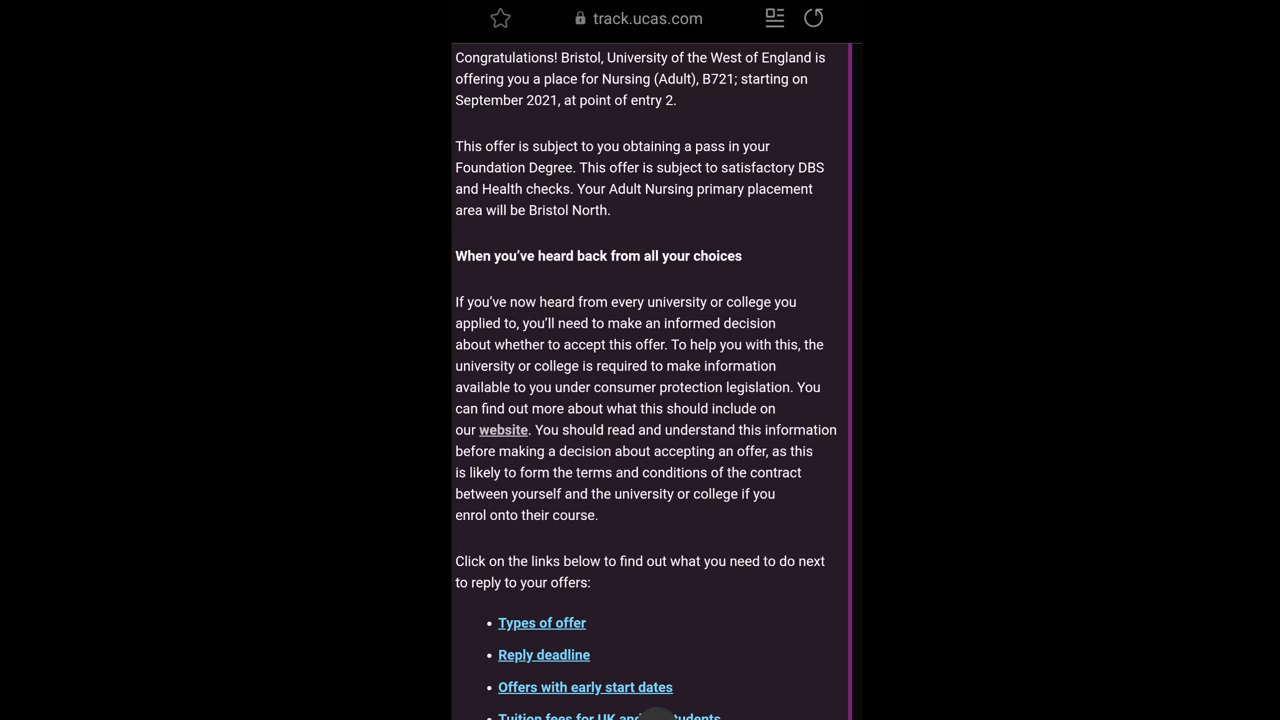 track.ucas.com
Congratulations! Bristol, University of the West of England is
offering you a place for Nursing (Adult), B721; starting on
September 2021, at point of entry 2.
This offer is subject to you obtaining a pass in your
Foundation Degree. This offer is subject to satisfactory DBS
and Health checks. Your Adult Nursing primary placement
area will be Bristol North.
When you’ve heard back from all your choices
If you’ve now heard from every university or college you
applied to, you’ll need to make an informed decision
about whether to accept this offer. To help you with this, the
university or college is required to make information
available to you under consumer protection legislation. You
can find out more about what this should include on
our website. You should read and understand this information
before making a decision about accepting an offer, as this
is likely to form the terms and conditions of the contract
between yourself and the university or college if you
enrol onto their course.
Click on the links below to find out what you need to do next
to reply to your offers:
• Types of offer
• Reply deadline
• Offers with early start dates
Tuition fees for UK and